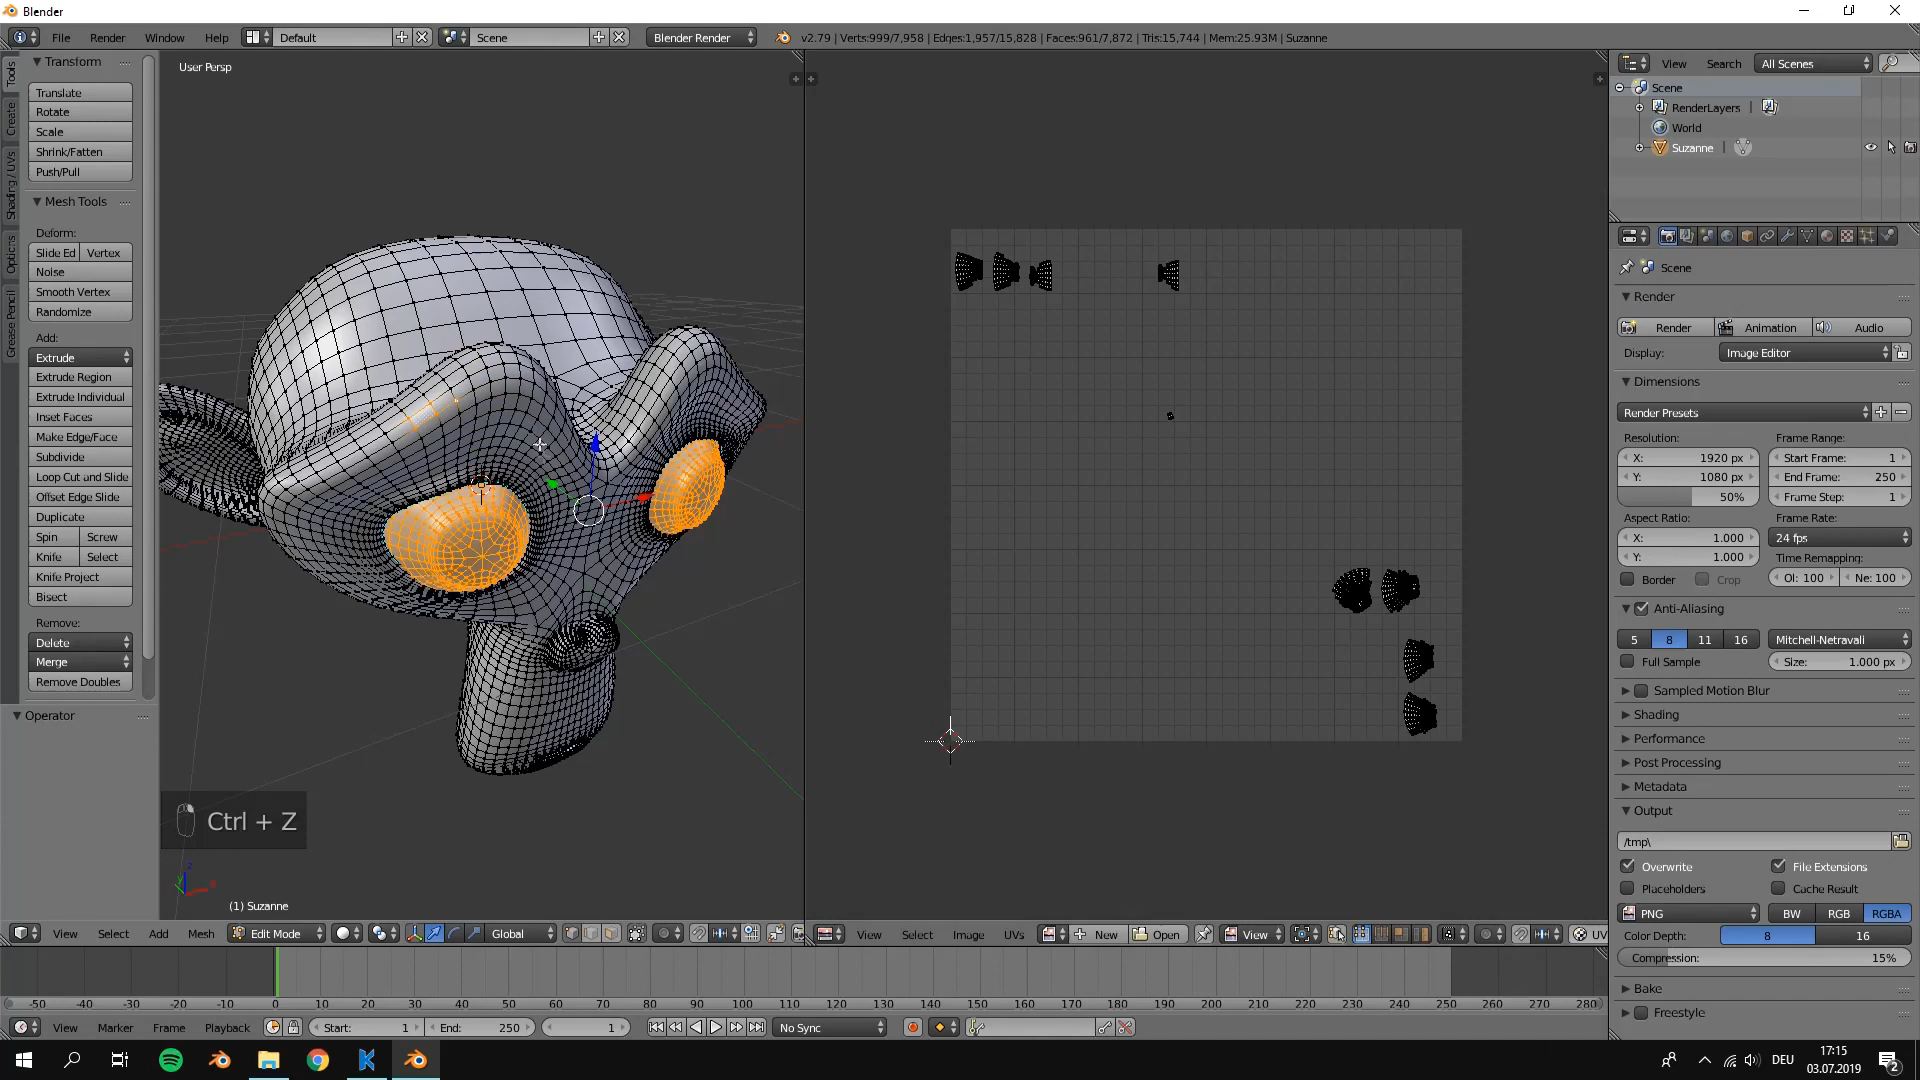 Blender
File Render Window Help Default Scene Blender Render v2.79 | Verts:999/7,958 | Edges:1,957/15,828 | Faces:961/7,872 | Tris:15,744 | Mem:25.93M | Suzanne
Tools
Create
Shading / UVs
Options
Grease Pencil
Transform
Translate
Rotate
Scale
Shrink/Fatten
Push/Pull
Mesh Tools
Deform:
Slide Ed Vertex
Noise
Smooth Vertex
Randomize
Add:
Extrude
Extrude Region
Extrude Individual
Inset Faces
Make Edge/Face
Subdivide
Loop Cut and Slide
Offset Edge Slide
Duplicate
Spin Screw
Knife Select
Knife Project
Bisect
Remove:
Delete
Merge
Remove Doubles
Operator
User Persp
Ctrl + Z
(1) Suzanne
View Select Add Mesh Edit Mode Global
View Select Image UVs New Open View UV
View Search All Scenes
Scene
RenderLayers
World
Suzanne
Scene
Render
Render Animation Audio
Display: Image Editor
Dimensions
Render Presets
Resolution: Frame Range:
X: 1920 px Start Frame: 1
Y: 1080 px End Frame: 250
50% Frame Step: 1
Aspect Ratio: Frame Rate:
X: 1.000 24 fps
Y: 1.000 Time Remapping:
Border Crop Ol: 100 Ne: 100
Anti-Aliasing
5 8 11 16 Mitchell-Netravali
Full Sample Size: 1.000 px
Sampled Motion Blur
Shading
Performance
Post Processing
Metadata
Output
/tmp\
Overwrite File Extensions
Placeholders Cache Result
PNG BW RGB RGBA
Color Depth: 8 16
Compression: 15%
Bake
Freestyle
-50 -40 -30 -20 -10 0 10 20 30 40 50 60 70 80 90 100 110 120 130 140 150 160 170 180 190 200 210 220 230 240 250 260 270 280
View Marker Frame Playback Start: 1 End: 250 1 No Sync
DEU 17:15
03.07.2019 2